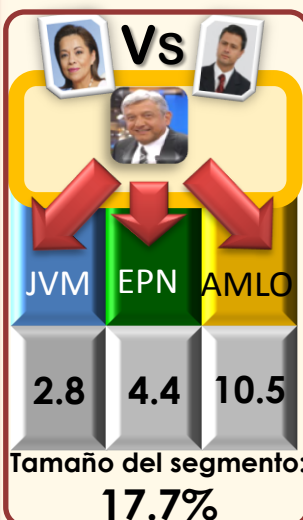 Vs
JVM EPN AMLO
2.8 4.4 10.5
Tamaño del segmento:
17.7%